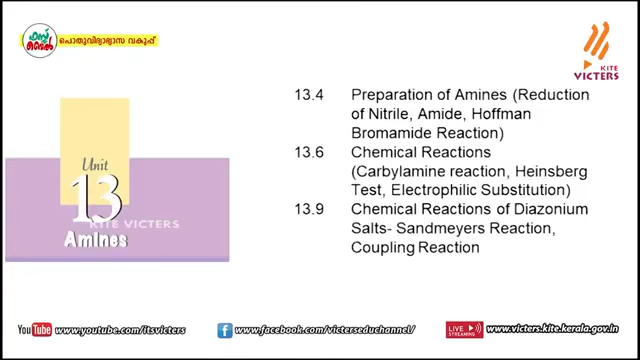 ഫസ്റ്റ്
ബെൽ
പൊതുവിദ്യാഭ്യാസ വകുപ്പ്
KITE
VICTERS
Unit
13
Amines
KITE VICTERS
13.4 Preparation of Amines (Reduction
of Nitrile, Amide, Hoffman
Bromamide Reaction)
13.6 Chemical Reactions
(Carbylamine reaction, Heinsberg
Test, Electrophilic Substitution)
13.9 Chemical Reactions of Diazonium
Salts- Sandmeyers Reaction,
Coupling Reaction
YouTube www.youtube.com/itsvicters
f www.facebook.com/victerseduchannel/
LIVE STREAMING www.victers.kite.kerala.gov.in